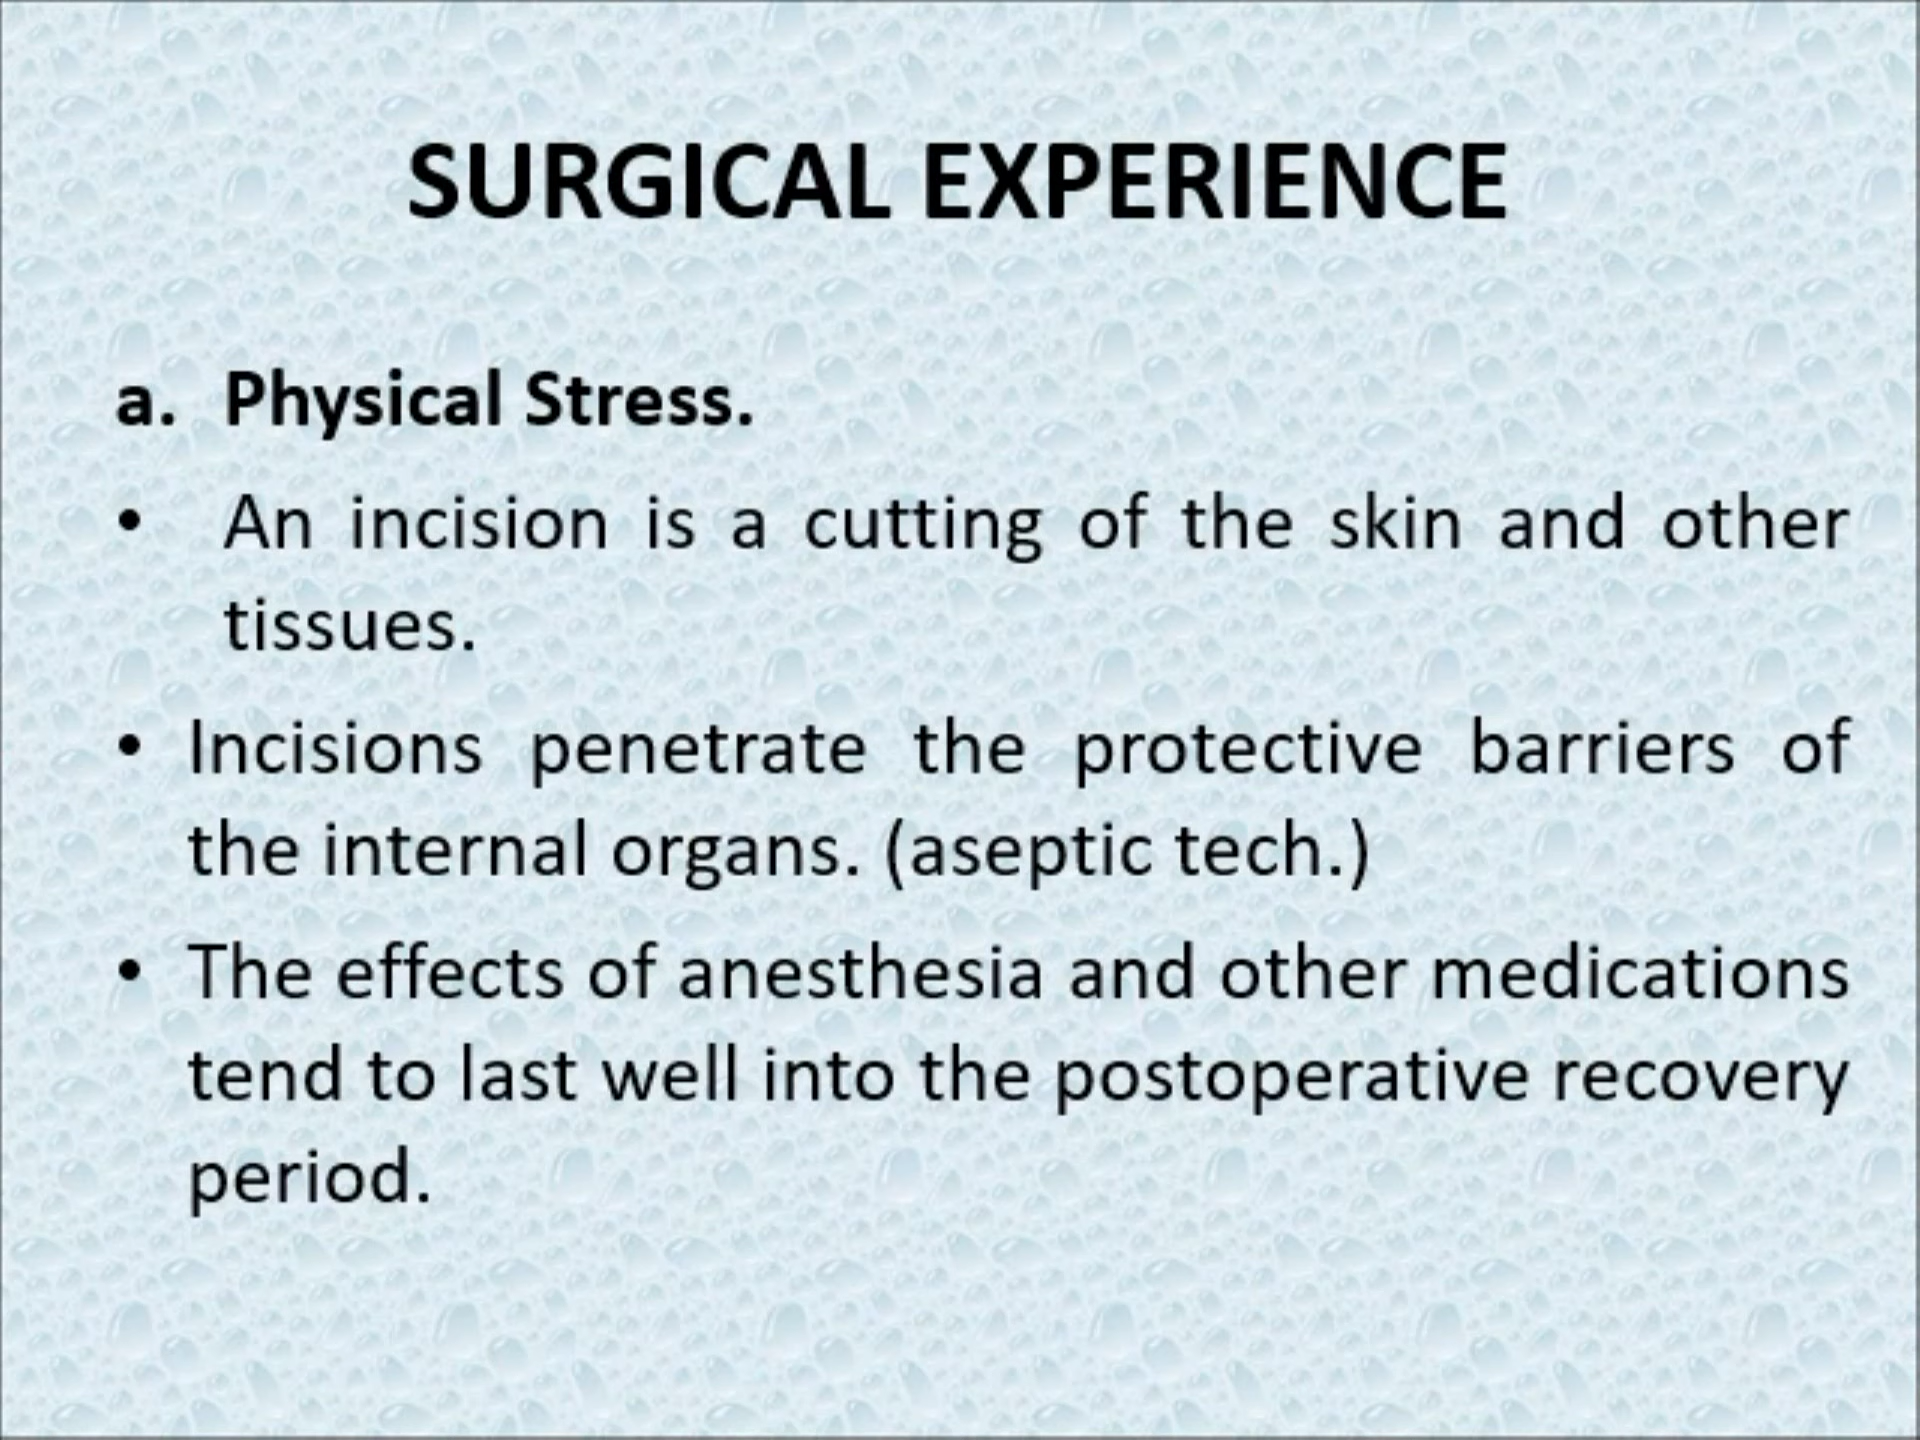 SURGICAL EXPERIENCE
a. Physical Stress.
• An incision is a cutting of the skin and other
tissues.
• Incisions penetrate the protective barriers of
the internal organs. (aseptic tech.)
• The effects of anesthesia and other medications
tend to last well into the postoperative recovery
period.